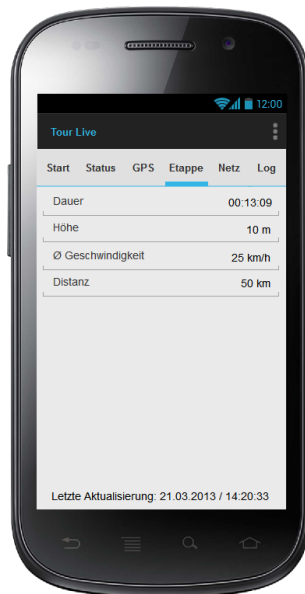 12:00
Tour Live
Start Status GPS Etappe Netz Log
Dauer 00:13:09
Höhe 10 m
Ø Geschwindigkeit 25 km/h
Distanz 50 km
Letzte Aktualisierung: 21.03.2013 / 14:20:33